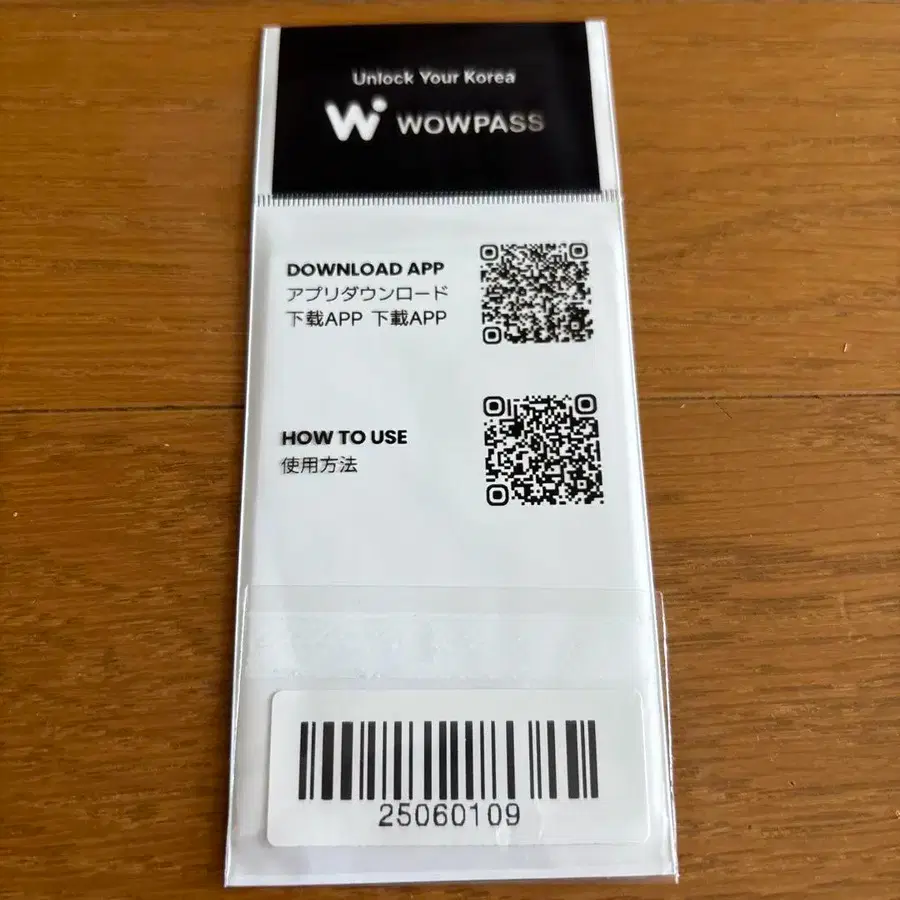 Unlock Your Korea
W WOWPASS
DOWNLOAD APP
アプリダウンロード
下载APP 下載APP
HOW TO USE
使用方法
25060109